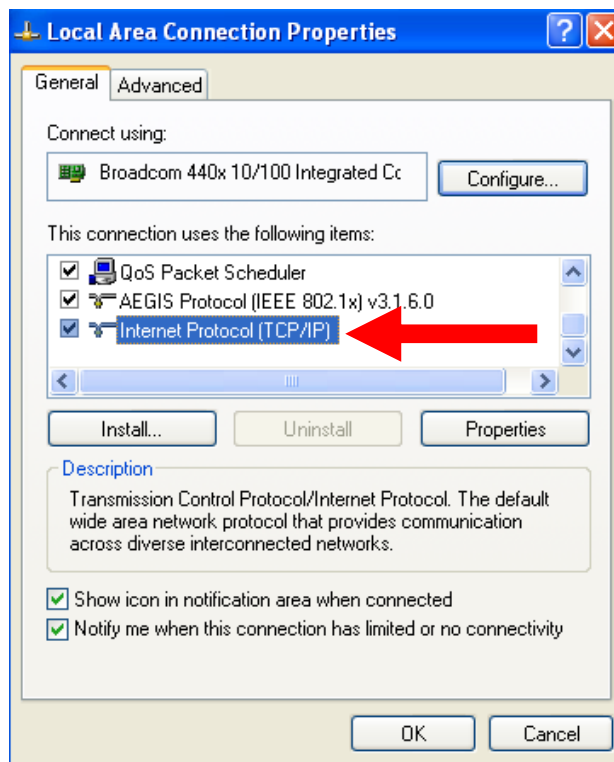 Local Area Connection Properties
General
Advanced
Connect using:
Broadcom 440x 10/100 Integrated Cc
Configure...
This connection uses the following items:
QoS Packet Scheduler
AEGIS Protocol (IEEE 802.1x) v3.1.6.0
Internet Protocol (TCP/IP)
Install...
Uninstall
Properties
Description
Transmission Control Protocol/Internet Protocol. The default
wide area network protocol that provides communication
across diverse interconnected networks.
Show icon in notification area when connected
Notify me when this connection has limited or no connectivity
OK
Cancel